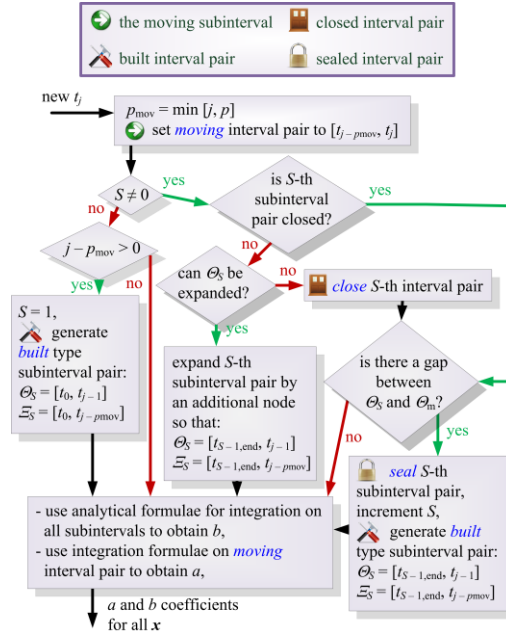 the moving subinterval
closed interval pair
built interval pair
sealed interval pair
new t_j
p_mov = min [j, p]
set moving interval pair to [t_{j−pmov}, t_j]
S ≠ 0
yes
is S-th
subinterval
pair closed?
yes
no
no
j – p_mov > 0
can Θ_S be
expanded?
no
close S-th interval pair
yes
no
yes
S = 1,
generate
built type
subinterval pair:
Θ_S = [t_0, t_{j−1}]
Ξ_S = [t_0, t_{j−pmov}]
expand S-th
subinterval pair by
an additional node
so that:
Θ_S = [t_{S−1,end}, t_{j−1}]
Ξ_S = [t_{S−1,end}, t_{j−pmov}]
is there a gap
between
Θ_S and Θ_m?
no
yes
seal S-th
subinterval pair,
increment S,
generate built
type subinterval pair:
Θ_S = [t_{S−1,end}, t_{j−1}]
Ξ_S = [t_{S−1,end}, t_{j−pmov}]
- use analytical formulae for integration on
all subintervals to obtain b,
- use integration formulae on moving
interval pair to obtain a,
a and b coefficients
for all x